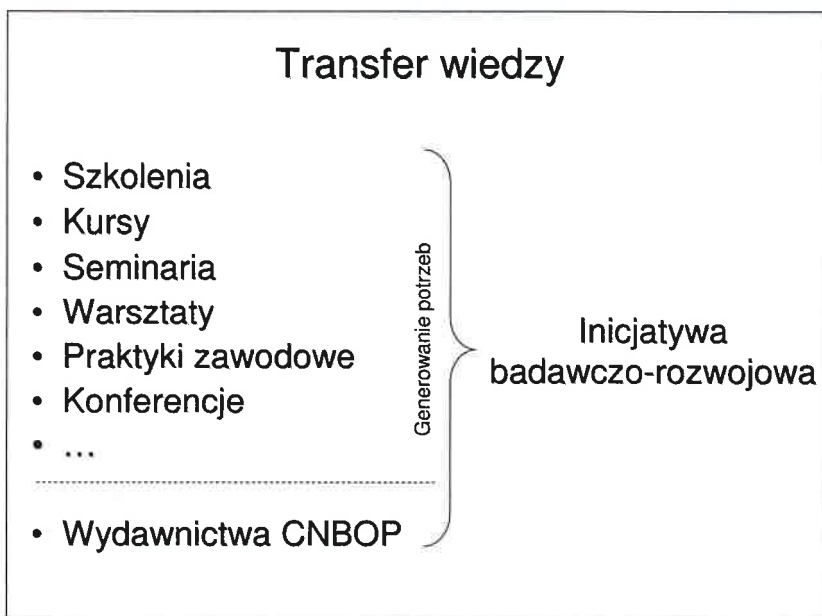 Transfer wiedzy
• Szkolenia
• Kursy
• Seminaria
• Warsztaty
• Praktyki zawodowe
• Konferencje
• ...
• Wydawnictwa CNBOP
Generowanie potrzeb
Inicjatywa
badawczo-rozwojowa